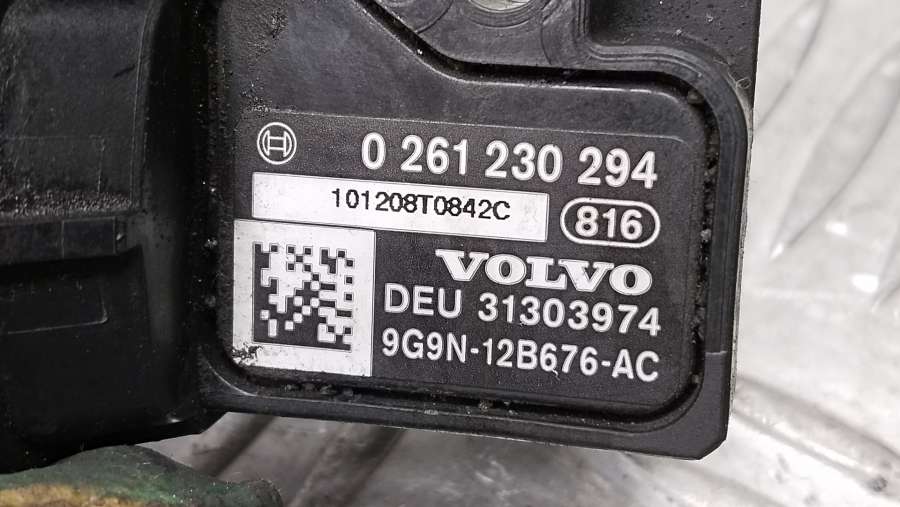 0 261 230 294
101208T0842C
816
VOLVO
DEU 31303974
9G9N-12B676-AC